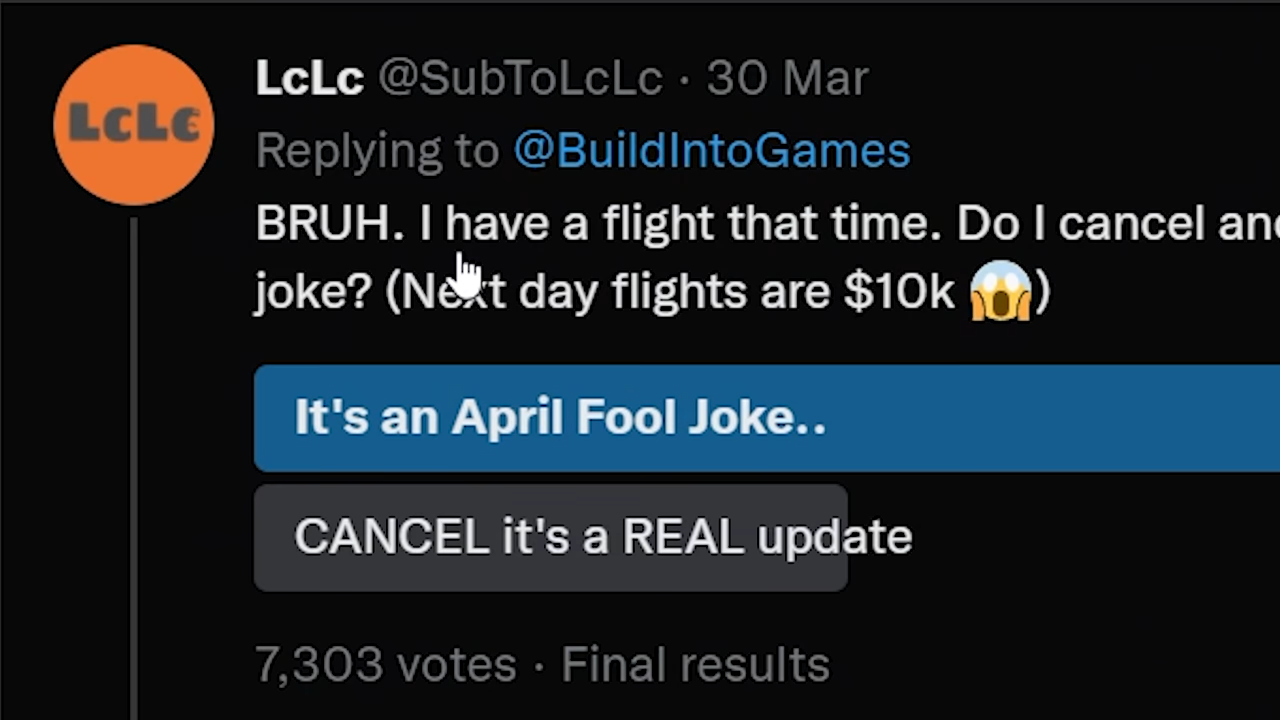 LcLc
LcLc @SubToLcLc · 30 Mar
Replying to @BuildIntoGames
BRUH. I have a flight that time. Do I cancel
joke? (Next day flights are $10k 😱)
It's an April Fool Joke..
CANCEL it's a REAL update
7,303 votes · Final results